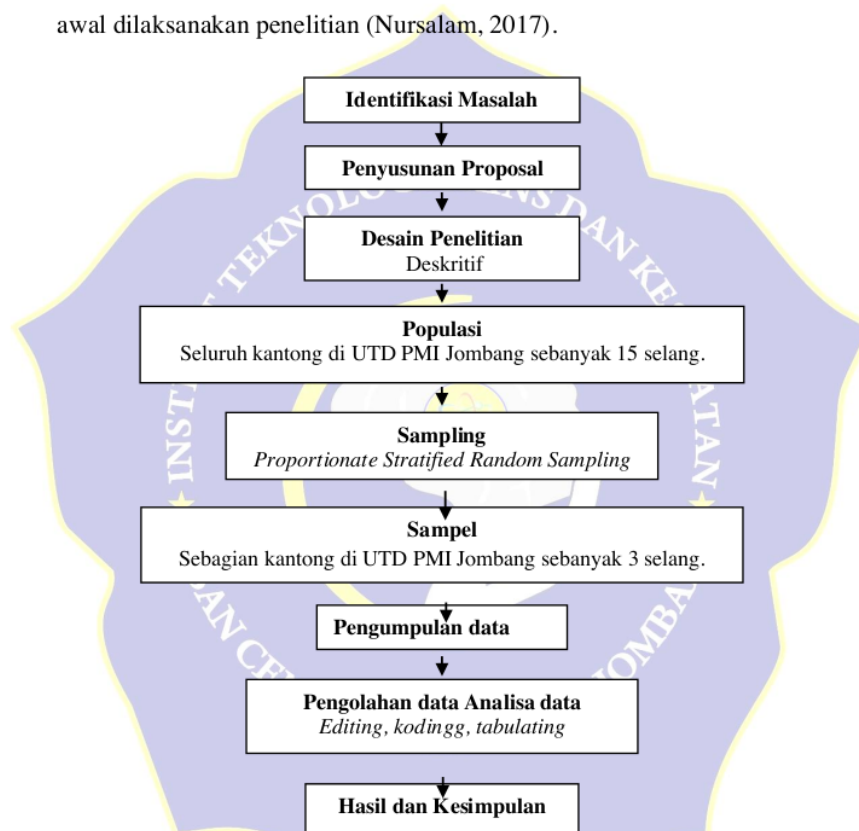 awal dilaksanakan penelitian (Nursalam, 2017).
Identifikasi Masalah
Penyusunan Proposal
Desain Penelitian
Deskritif
Populasi
Seluruh kantong di UTD PMI Jombang sebanyak 15 selang.
Sampling
Proportionate Stratified Random Sampling
Sampel
Sebagian kantong di UTD PMI Jombang sebanyak 3 selang.
Pengumpulan data
Pengolahan data Analisa data
Editing, kodingg, tabulating
Hasil dan Kesimpulan